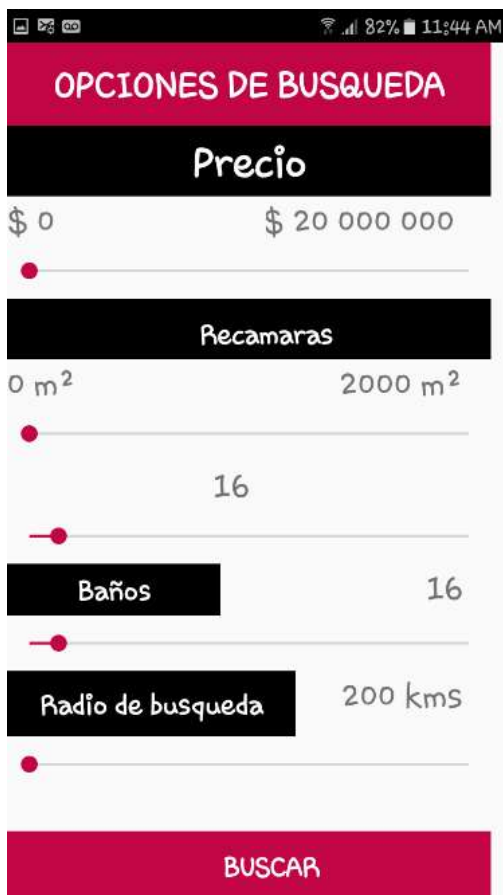 82% 11:44 AM
OPCIONES DE BUSQUEDA
Precio
$ 0 $ 20 000 000
Recamaras
0 m² 2000 m²
16
Baños 16
Radio de busqueda 200 kms
BUSCAR